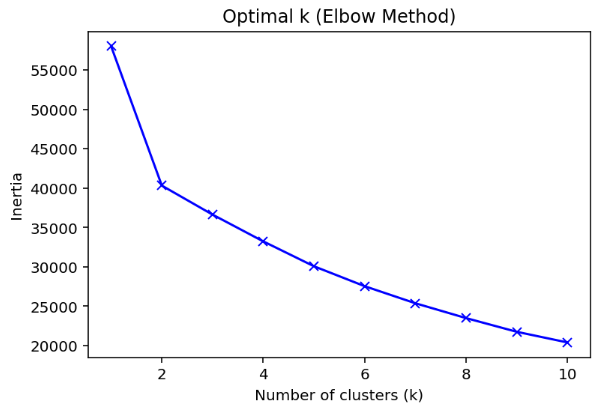 Optimal k (Elbow Method)
Inertia
55000
50000
45000
40000
35000
30000
25000
20000
2 4 6 8 10
Number of clusters (k)